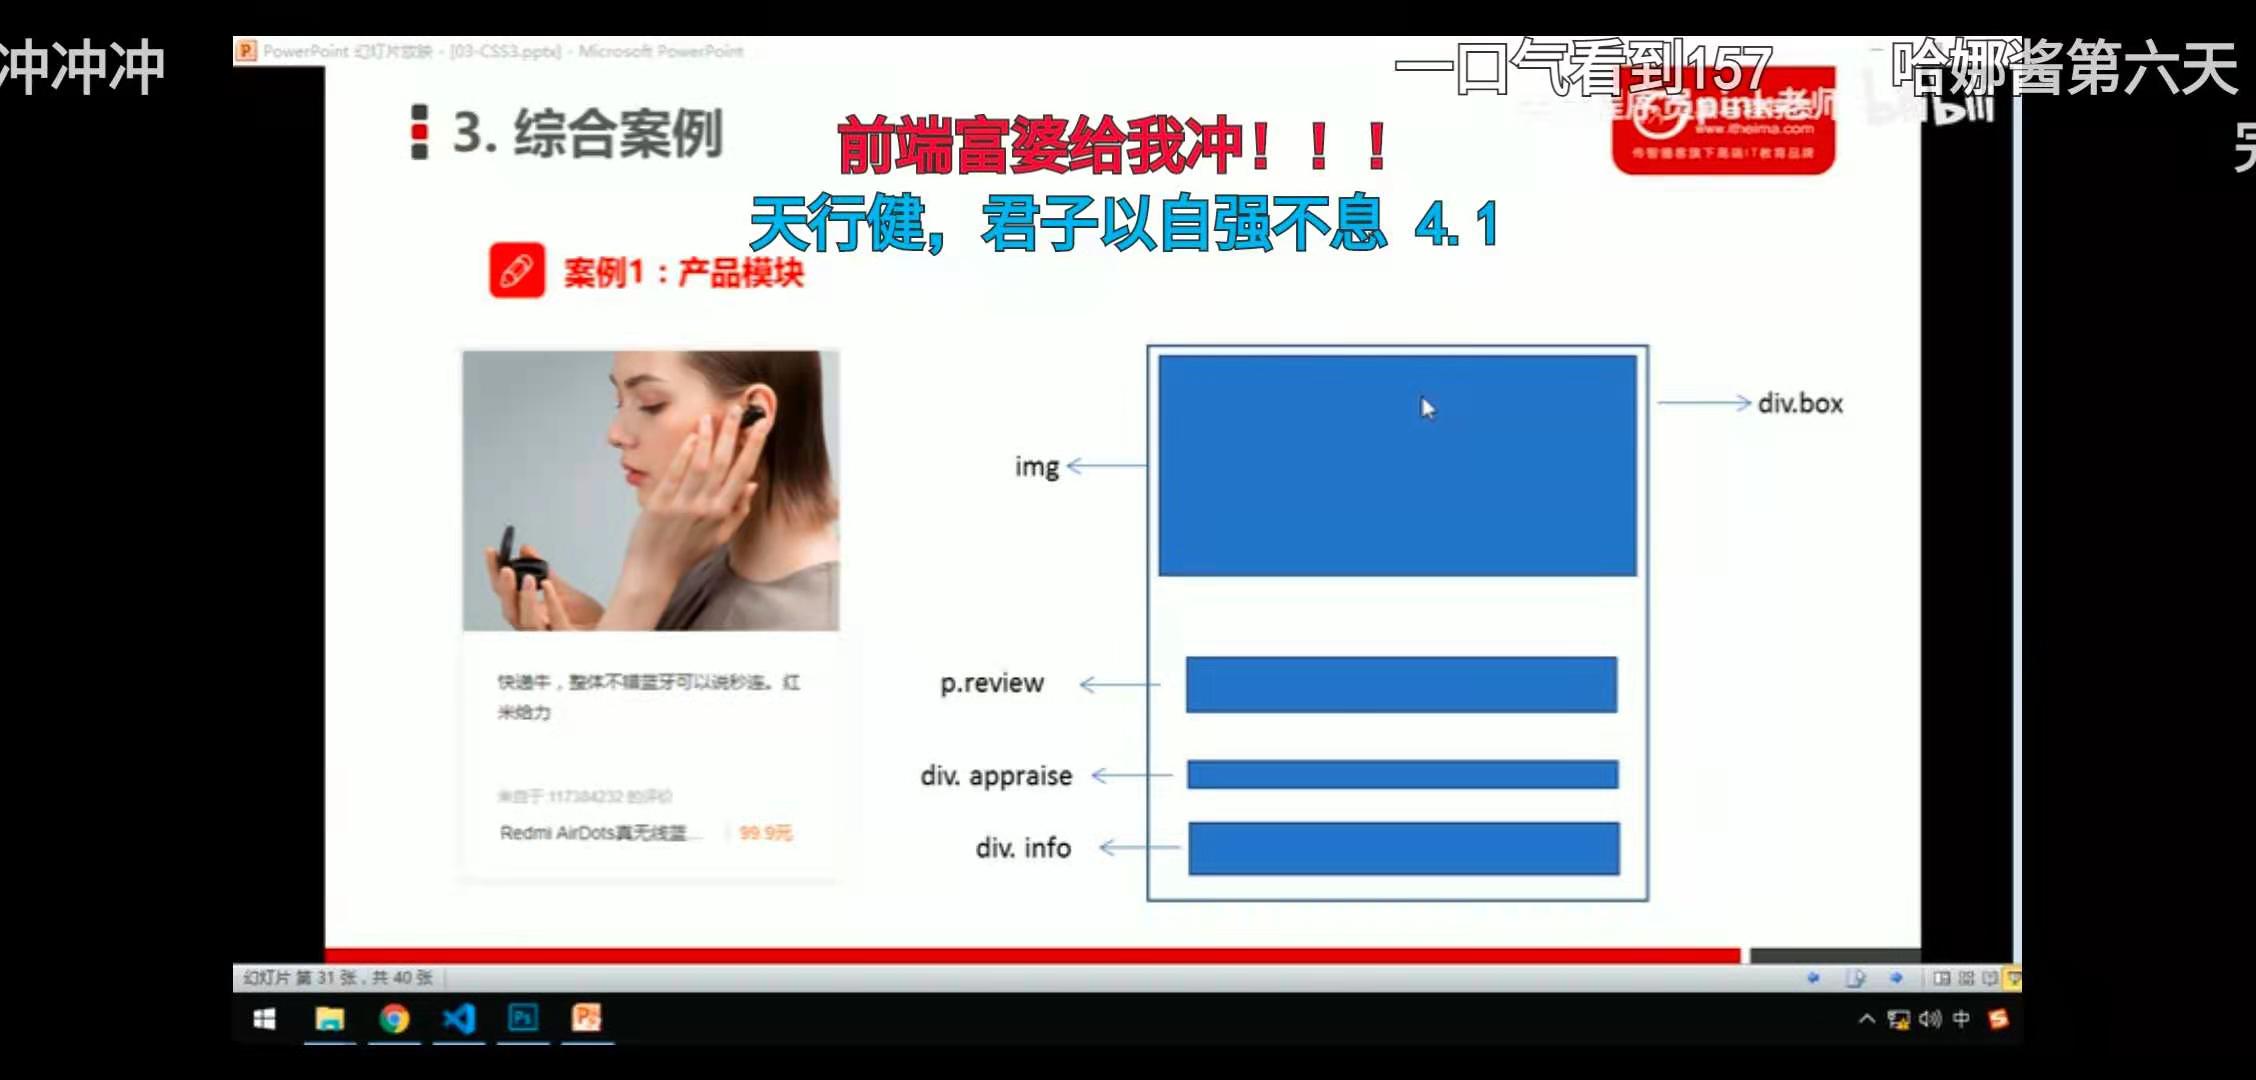 PowerPoint 幻灯片放映 - [03-CSS3.pptx] - Microsoft PowerPoint
冲冲冲
一口气看到157
哈娜酱第六天
3. 综合案例
前端富婆给我冲！！！
程序员pink老师
www.itheima.com
传智播客旗下高端IT教育品牌
天行健，君子以自强不息 4.1
案例1：产品模块
div.box
img
p.review
快递牛，整体不错蓝牙可以说秒连。红
米给力
div. appraise
来自于 117384232 的评价
Redmi AirDots真无线蓝...
99.9元
div. info
幻灯片 第 31 张，共 40 张
Ps
中